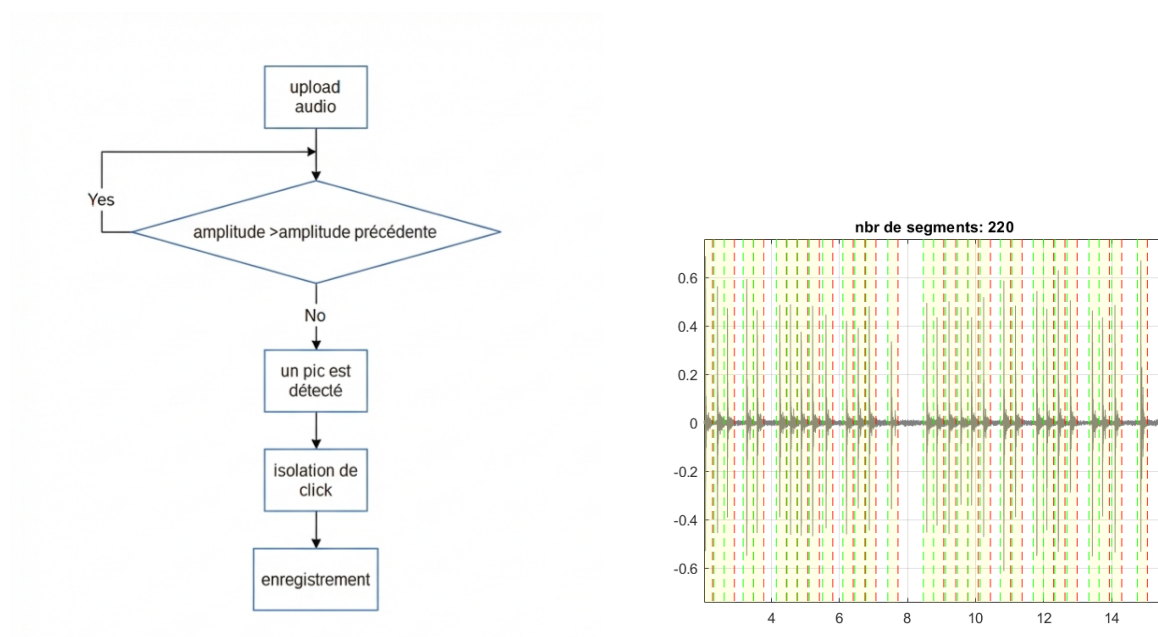 upload
audio
Yes
amplitude >amplitude précédente
No
un pic est
détecté
isolation de
click
enregistrement
nbr de segments: 220
0.6
0.4
0.2
0
-0.2
-0.4
-0.6
4 6 8 10 12 14